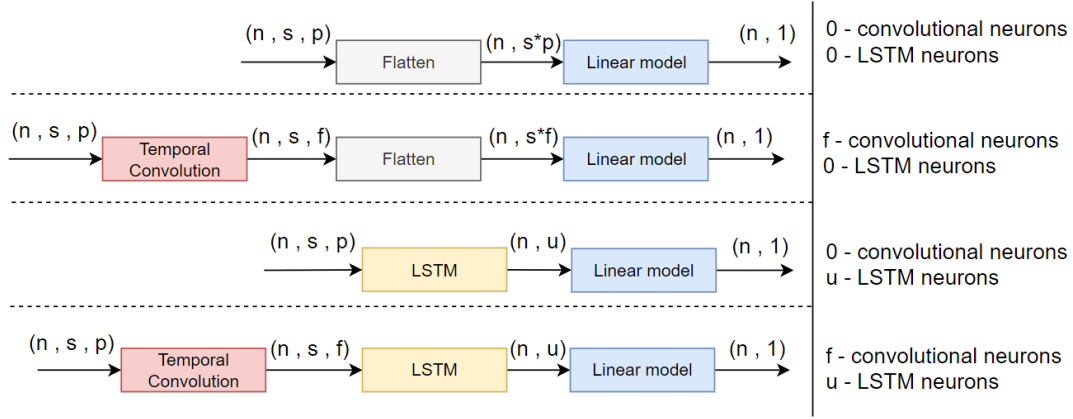 (n , s , p)
(n , s*p)
(n , 1)
Flatten
Linear model
0 - convolutional neurons
0 - LSTM neurons
(n , s , p)
(n , s , f)
(n , s*f)
(n , 1)
Temporal
Convolution
Flatten
Linear model
f - convolutional neurons
0 - LSTM neurons
(n , s , p)
(n , u)
(n , 1)
LSTM
Linear model
0 - convolutional neurons
u - LSTM neurons
(n , s , p)
(n , s , f)
(n , u)
(n , 1)
Temporal
Convolution
LSTM
Linear model
f - convolutional neurons
u - LSTM neurons